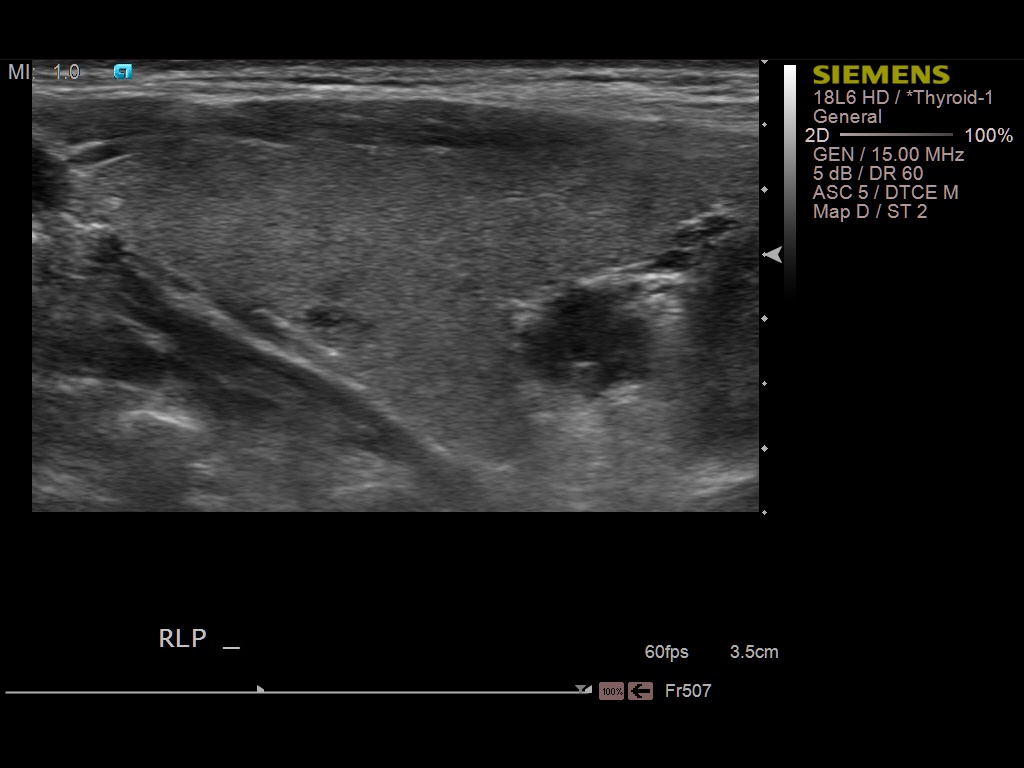 MI: 1.0
SIEMENS
18L6 HD / *Thyroid-1
General
2D 100%
GEN / 15.00 MHz
5 dB / DR 60
ASC 5 / DTCE M
Map D / ST 2
RLP _
60fps 3.5cm
100% Fr507